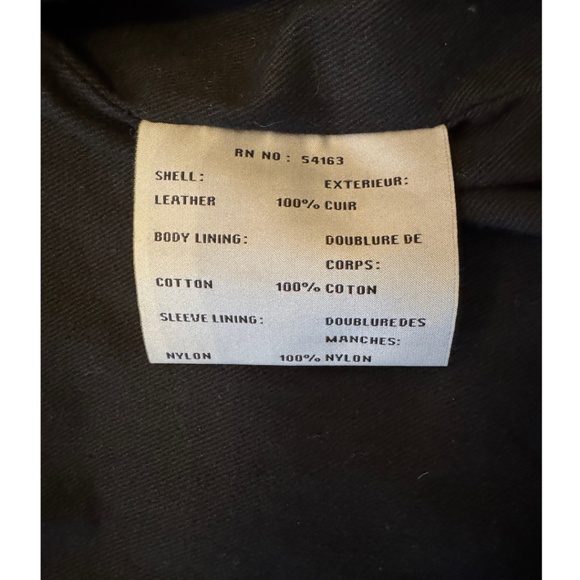 RN NO: 54163
SHELL: EXTERIEUR:
LEATHER 100% CUIR
BODY LINING: DOUBLURE DE
CORPS:
COTTON 100% COTON
SLEEVE LINING: DOUBLUREDES
MANCHES:
NYLON 100% NYLON